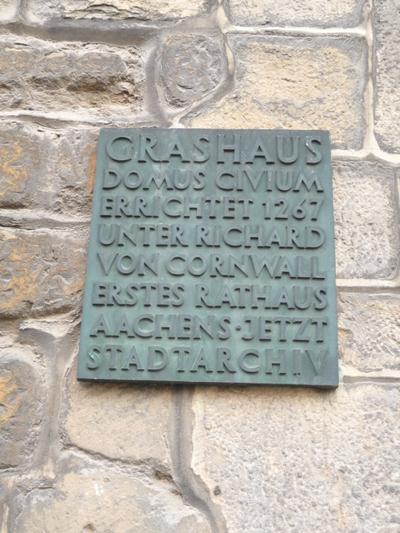 GRASHAUS
DOMUS CIVIUM
ERRICHTET 1267
UNTER RICHARD
VON CORNWALL
ERSTES RATHAUS
AACHENS·JETZT
STADTARCHIV